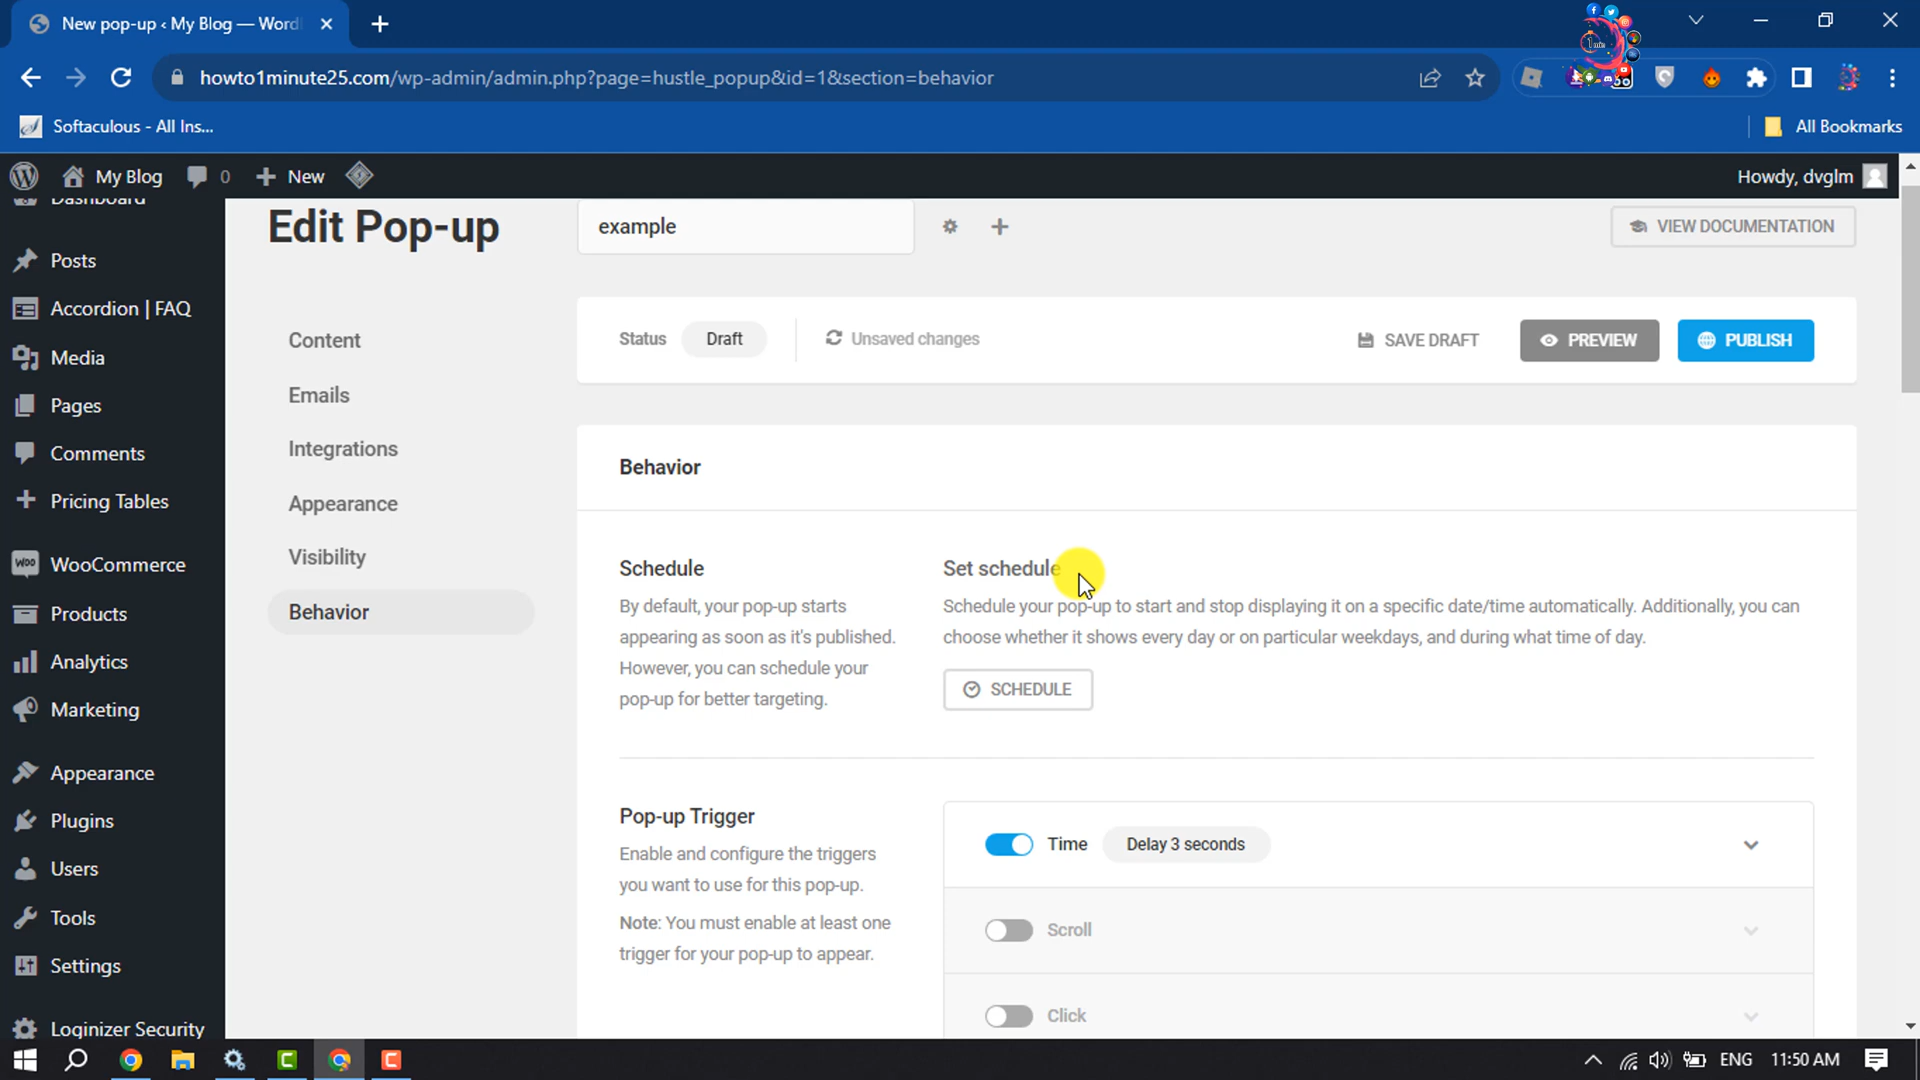 New pop-up ‹ My Blog — Word
howto1minute25.com/wp-admin/admin.php?page=hustle_popup&id=1&section=behavior
Softaculous - All Ins...
All Bookmarks
My Blog
0
New
Howdy, dvglm
Dashboard
Posts
Accordion | FAQ
Media
Pages
Comments
Pricing Tables
WooCommerce
Products
Analytics
Marketing
Appearance
Plugins
Users
Tools
Settings
Loginizer Security
Edit Pop-up
example
VIEW DOCUMENTATION
Content
Emails
Integrations
Appearance
Visibility
Behavior
Status
Draft
Unsaved changes
SAVE DRAFT
PREVIEW
PUBLISH
Behavior
Schedule
By default, your pop-up starts
appearing as soon as it's published.
However, you can schedule your
pop-up for better targeting.
Set schedule
Schedule your pop-up to start and stop displaying it on a specific date/time automatically. Additionally, you can
choose whether it shows every day or on particular weekdays, and during what time of day.
SCHEDULE
Pop-up Trigger
Enable and configure the triggers
you want to use for this pop-up.
Note: You must enable at least one
trigger for your pop-up to appear.
Time
Delay 3 seconds
Scroll
Click
ENG
11:50 AM